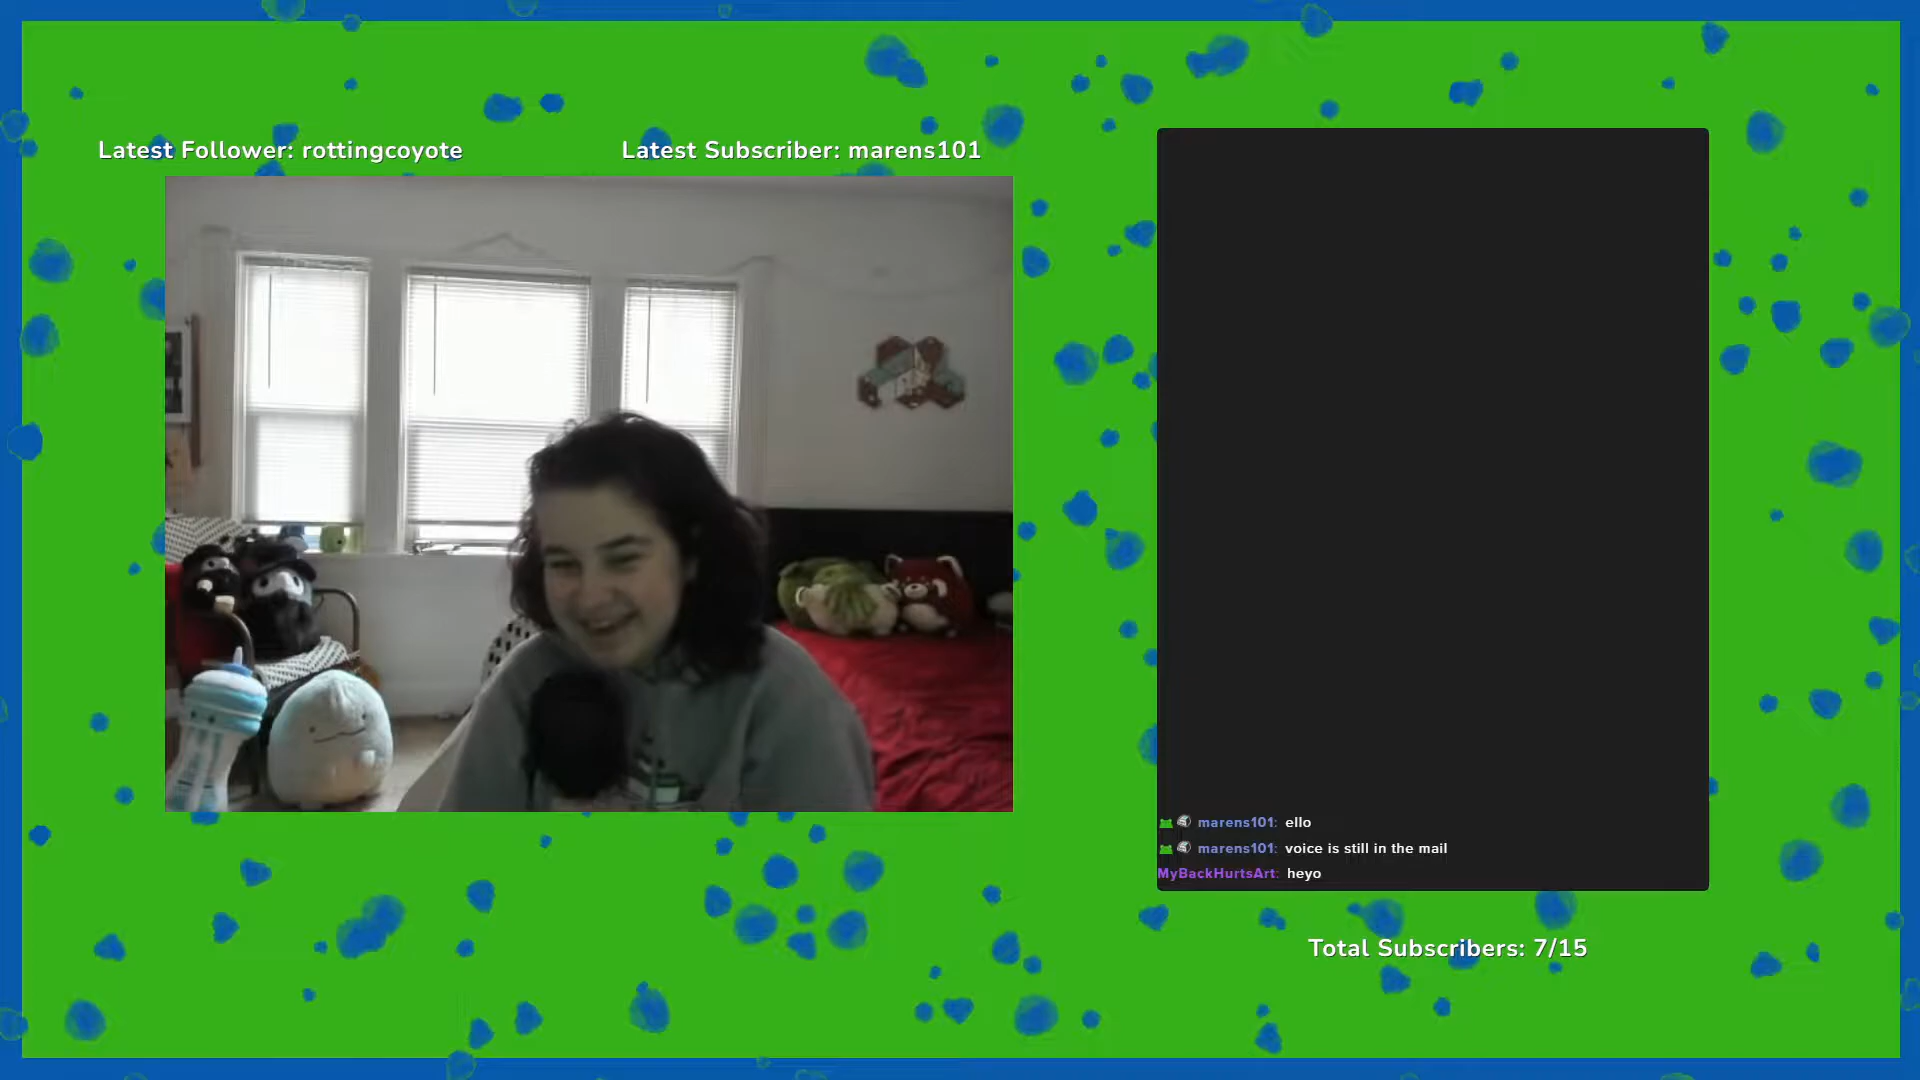 Latest Follower: rottingcoyote
Latest Subscriber: marens101
marens101: ello
marens101: voice is still in the mail
MyBackHurtsArt: heyo
Total Subscribers: 7/15